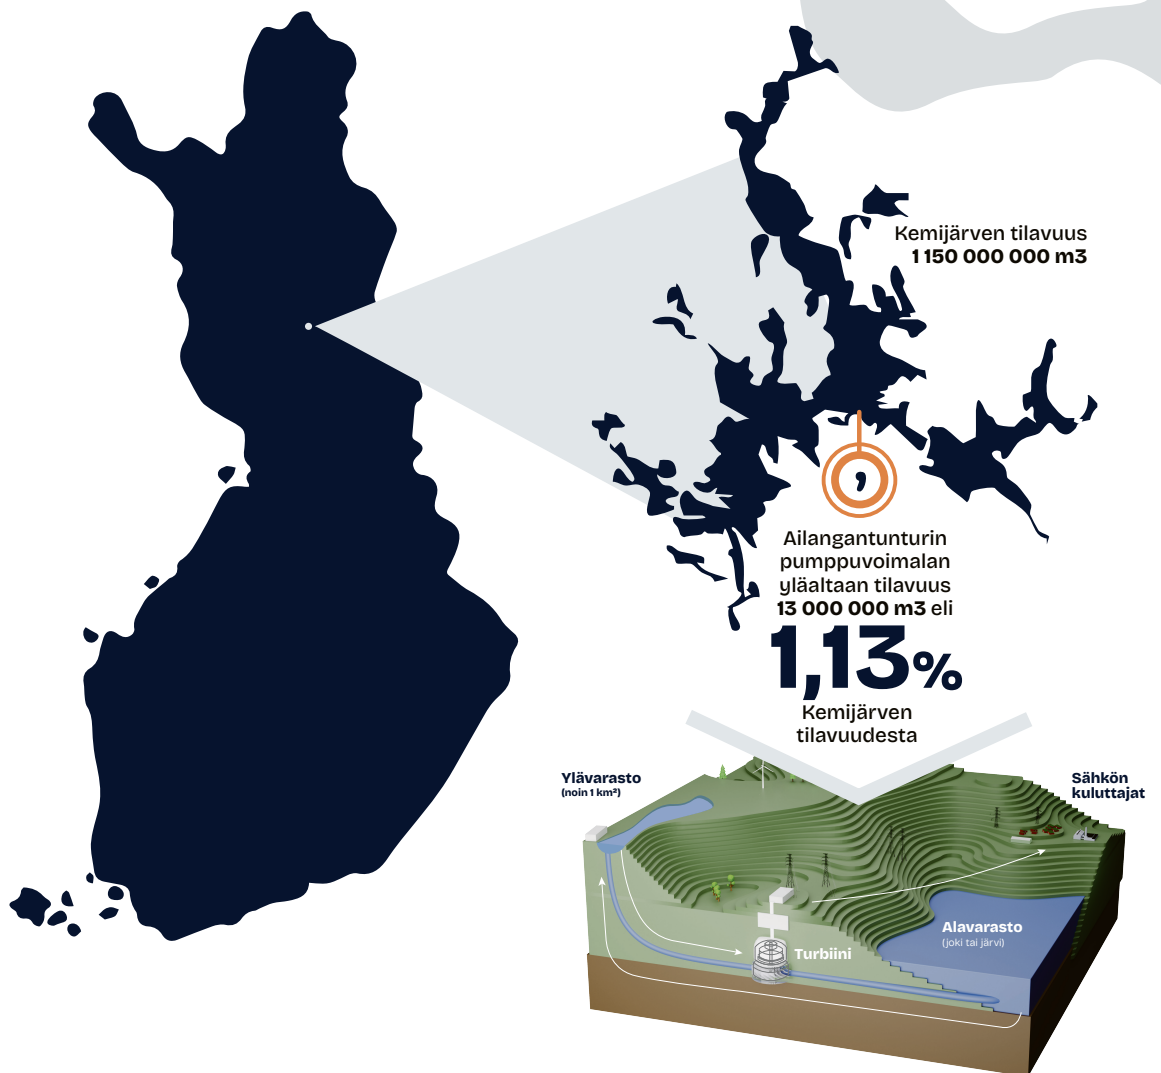 Kemijärven tilavuus
1 150 000 000 m3
Ailangantunturin
pumppuvoimalan
yläaltaan tilavuus
13 000 000 m3 eli
1,13%
Kemijärven
tilavuudesta
Ylävarasto
(noin 1 km²)
Sähkön
kuluttajat
Alavarasto
(joki tai järvi)
Turbiini